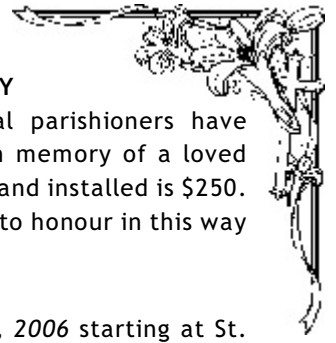 Y
al parishioners have
n memory of a loved
and installed is $250.
to honour in this way
, 2006 starting at St.